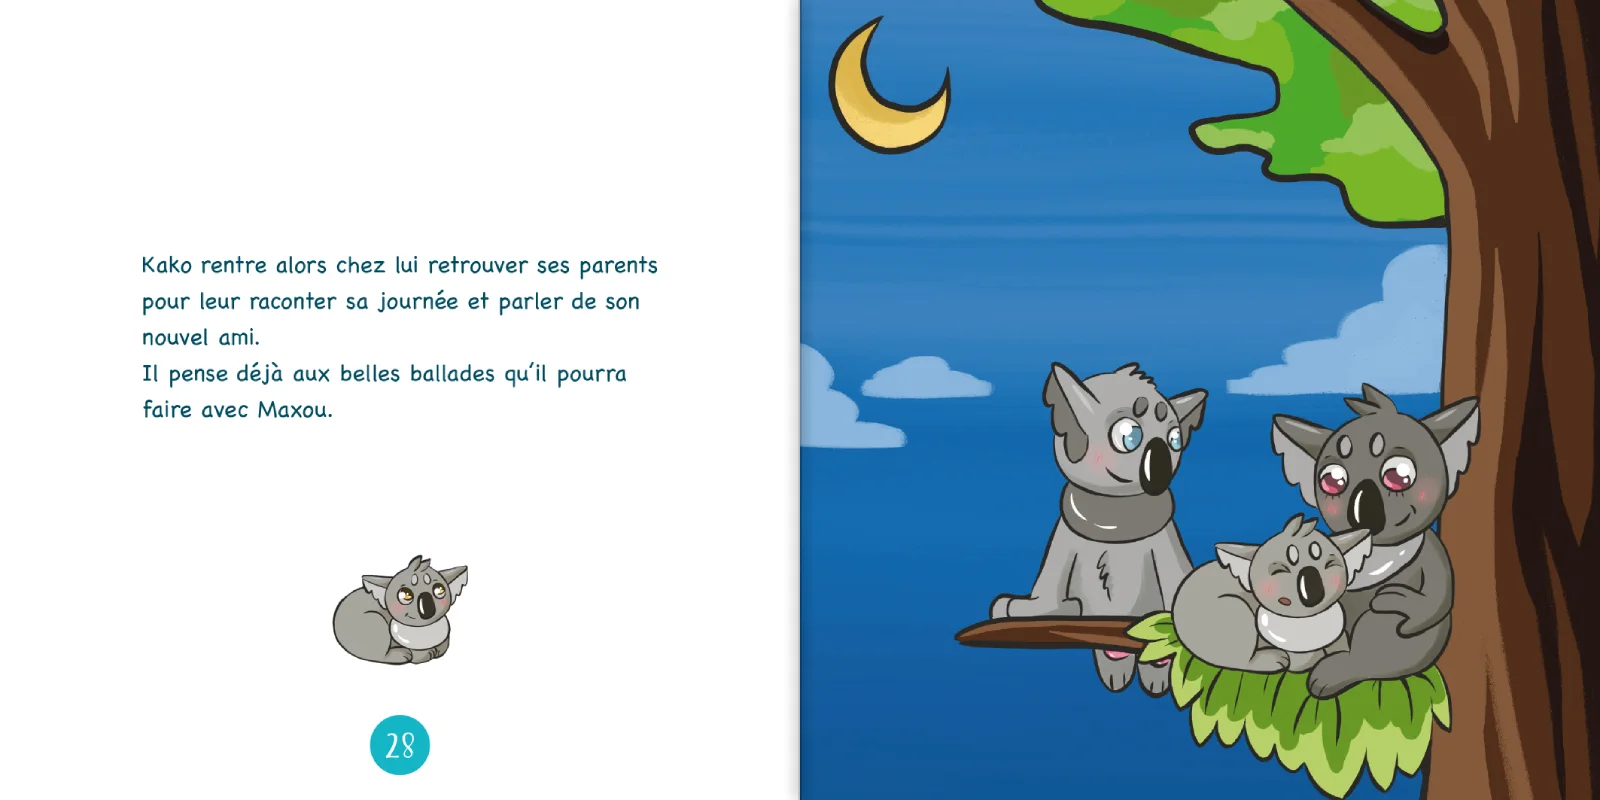 Kako rentre alors chez lui retrouver ses parents
pour leur raconter sa journée et parler de son
nouvel ami.
Il pense déjà aux belles ballades qu'il pourra
faire avec Maxou.
28